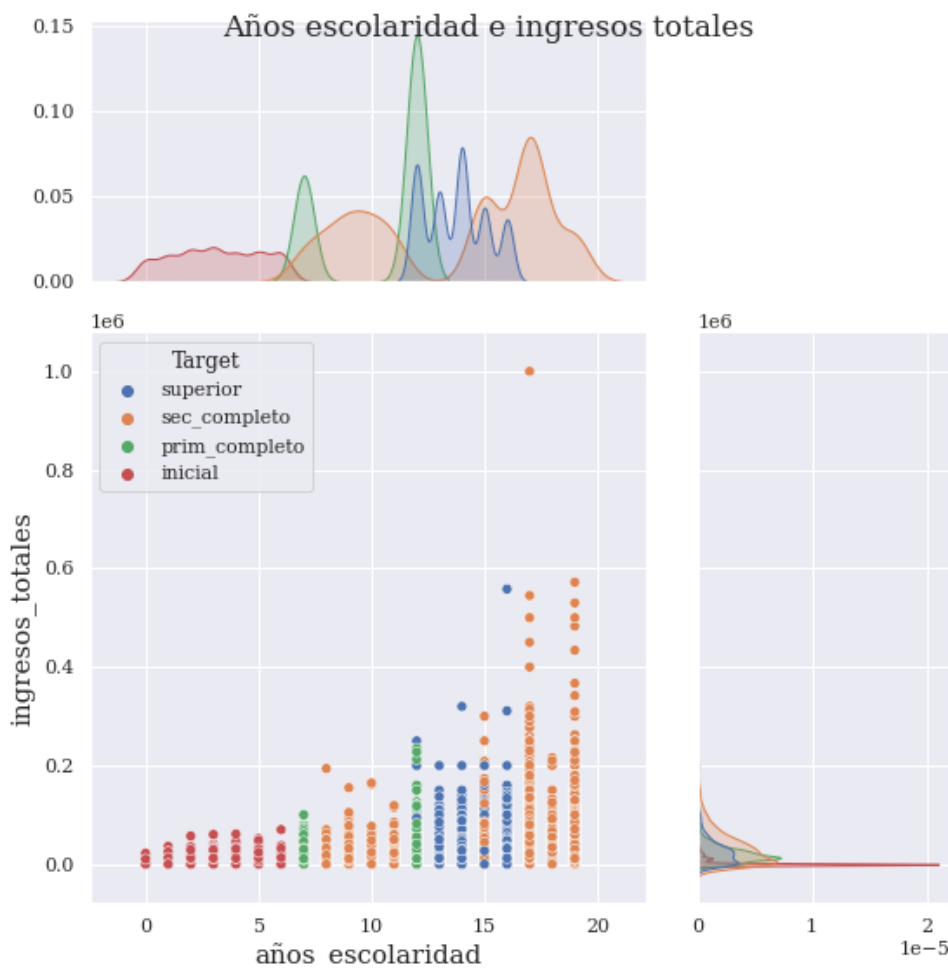 Años escolaridad e ingresos totales
0.15
0.10
0.05
0.00
1e6
1e6
Target
superior
sec_completo
prim_completo
inicial
1.0
0.8
0.6
0.4
0.2
0.0
ingresos_totales
0 5 10 15 20
años_escolaridad
0 1 2
1e−5